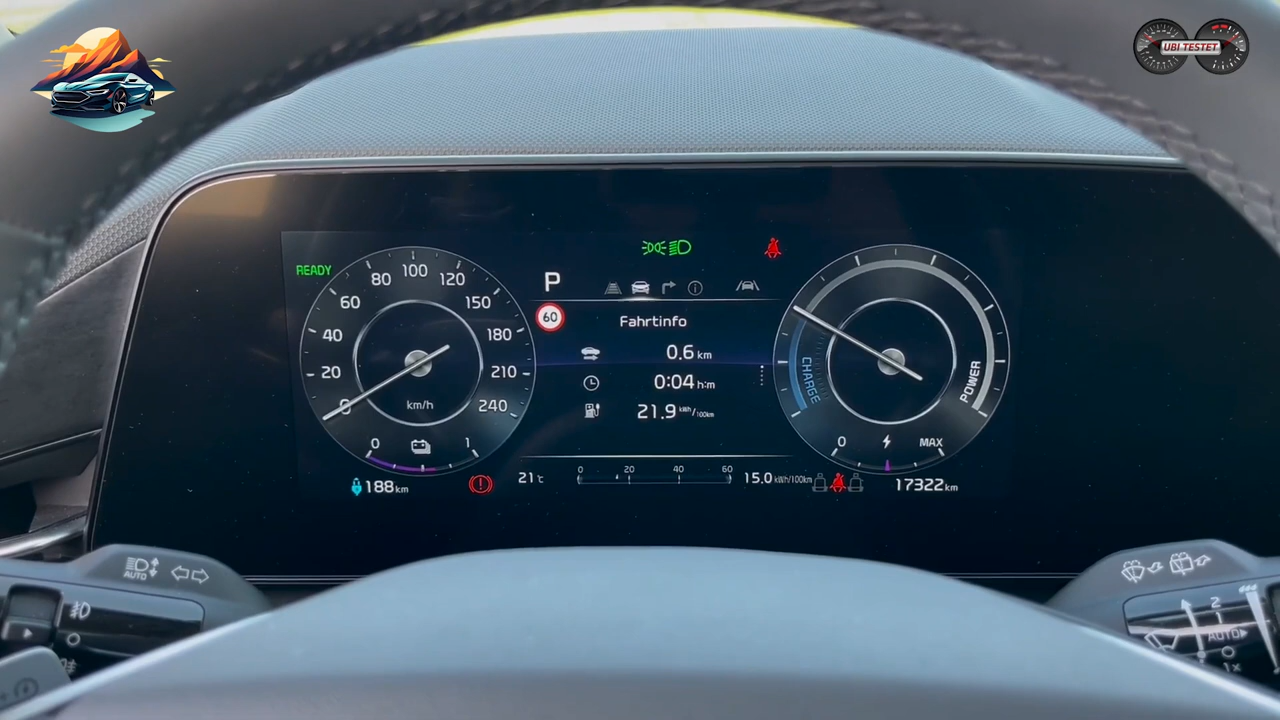 UBI TESTET
READY
0 20 40 60 80 100 120 150 180 210 240
km/h
0 1
188 km
P
60
Fahrtinfo
0.6 km
0:04 h:m
21.9 kWh/100km
21℃
0 20 40 60
15.0 kWh/100km
CHARGE
POWER
0 MAX
17322 km
AUTO
2
1
AUTO
O
1x